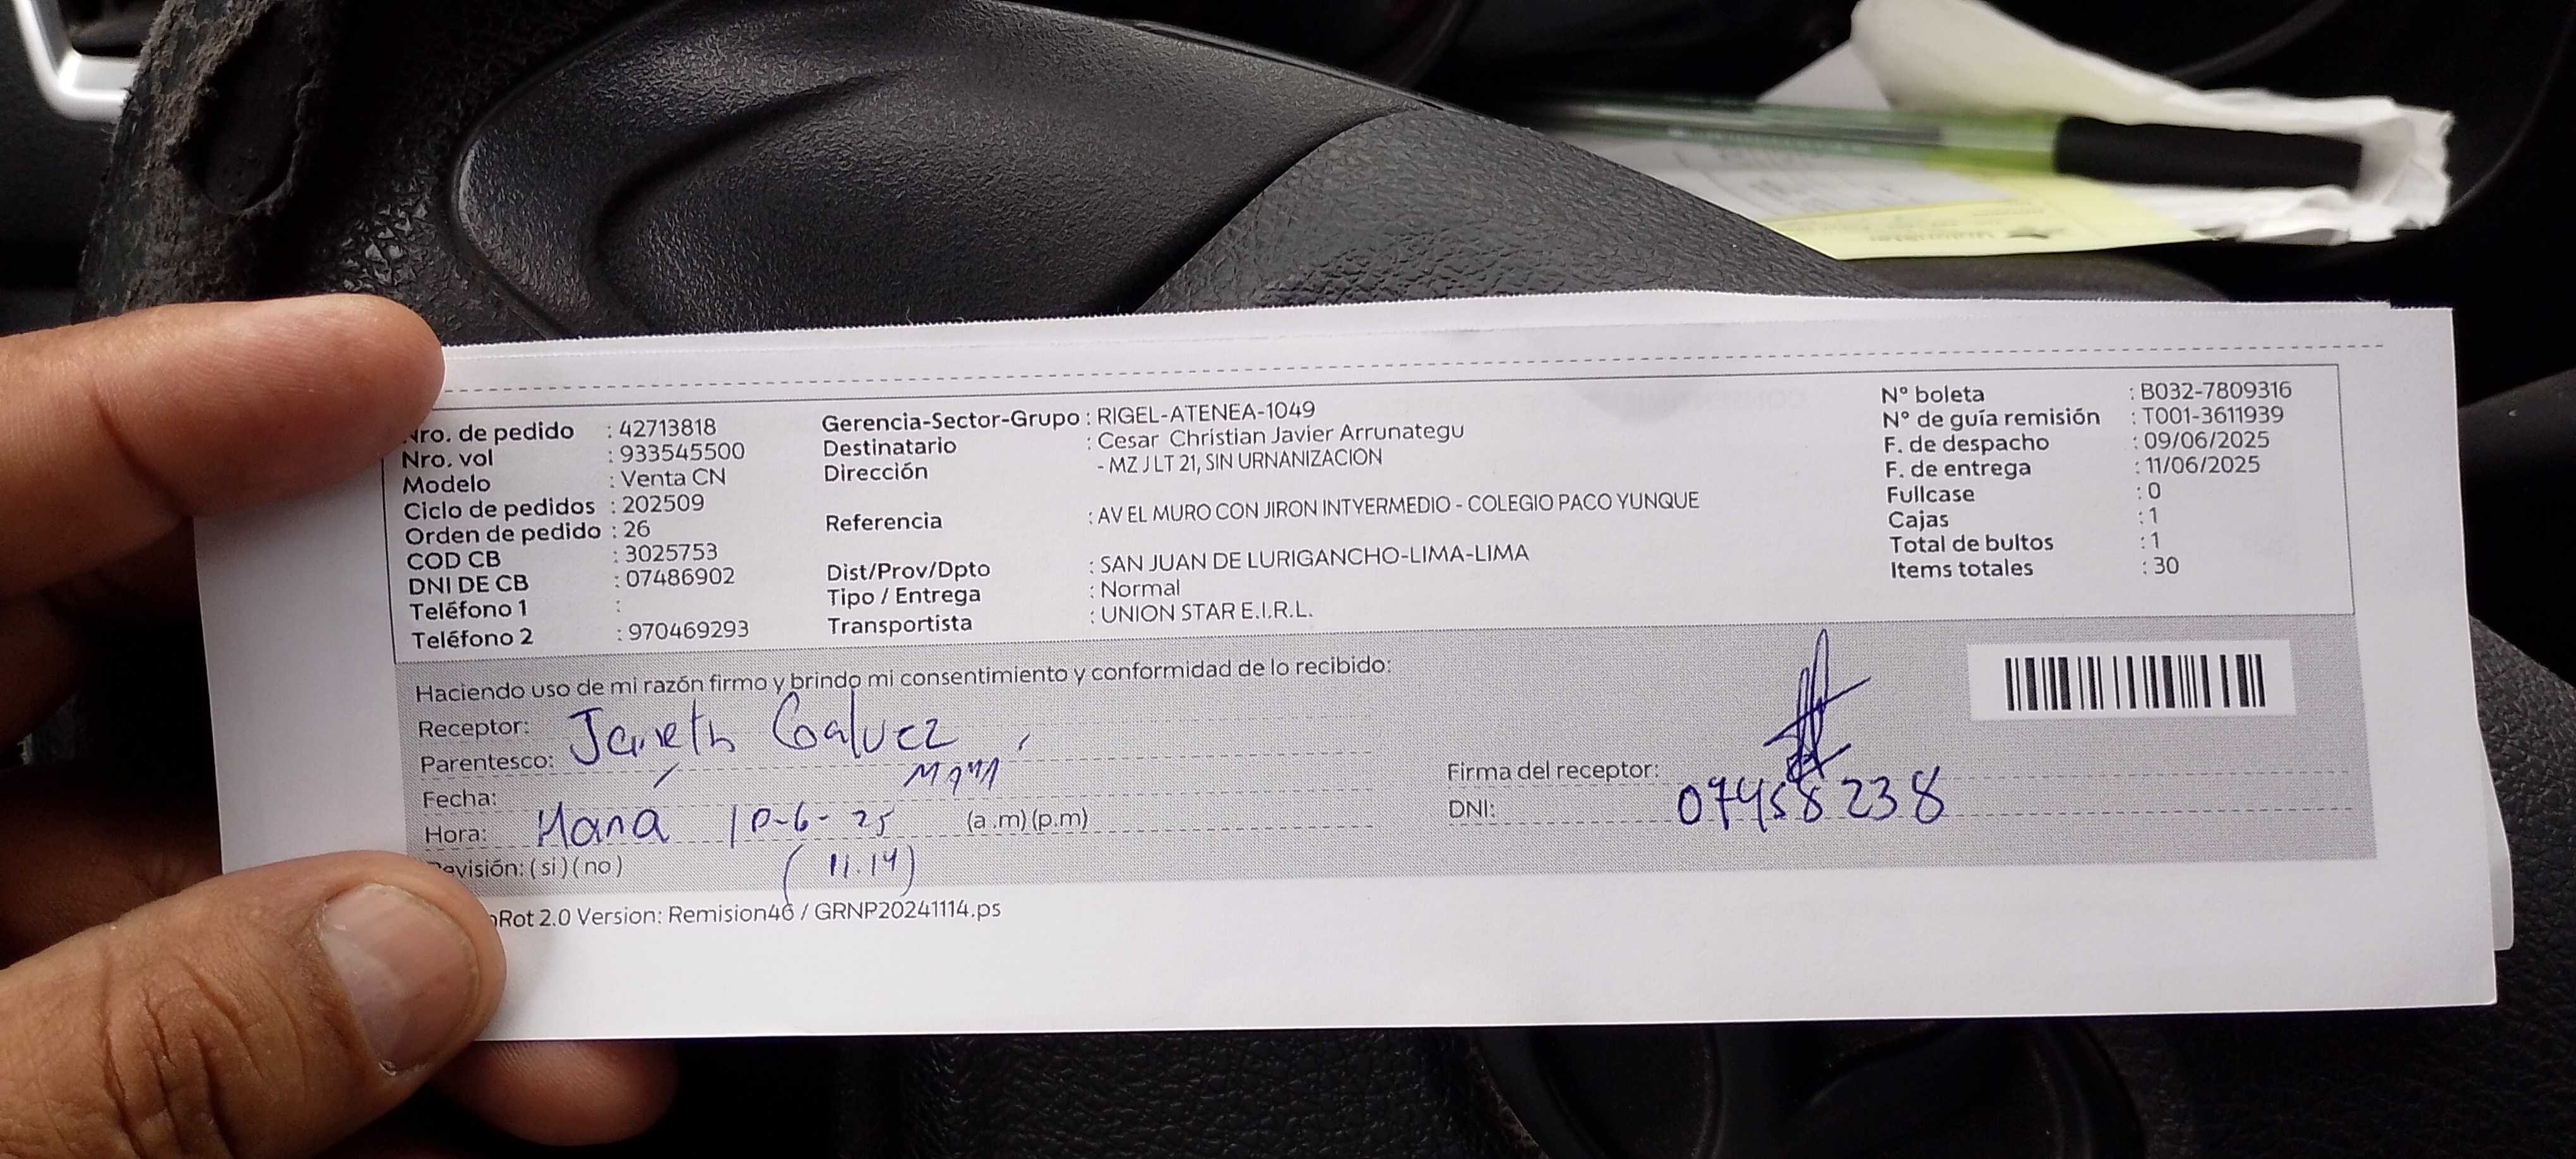 Nro. de pedido : 42713818
Nro. vol : 933545500
Modelo : Venta CN
Ciclo de pedidos : 202509
Orden de pedido : 26
COD CB : 3025753
DNI DE CB : 07486902
Teléfono 1 :
Teléfono 2 : 970469293
Gerencia-Sector-Grupo : RIGEL-ATENEA-1049
Destinatario : Cesar Christian Javier Arrunategu
Dirección - MZ J LT 21, SIN URNANIZACION
Referencia : AV EL MURO CON JIRON INTYERMEDIO - COLEGIO PACO YUNQUE
Dist/Prov/Dpto : SAN JUAN DE LURIGANCHO-LIMA-LIMA
Tipo / Entrega : Normal
Transportista : UNION STAR E.I.R.L.
Nº boleta : B032-7809316
Nº de guía remisión : T001-3611939
F. de despacho : 09/06/2025
F. de entrega : 11/06/2025
Fullcase : 0
Cajas : 1
Total de bultos : 1
Items totales : 30
Haciendo uso de mi razón firmo y brindo mi consentimiento y conformidad de lo recibido:
Receptor: Janeth Galvez
Parentesco:
Fecha:
Hora: Mamá 10-6-25 (a.m)(p.m)
Revisión: (si)(no) (11.14)
Firma del receptor:
DNI: 07458238
Rot 2.0 Version: Remision46 / GRNP20241114.ps